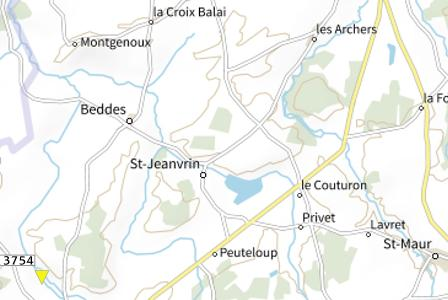 la Croix Balai
les Archers
Montgenoux
la Fo
Beddes
St-Jeanvrin
le Couturon
Privet
Lavret
St-Maur
Peuteloup
3754